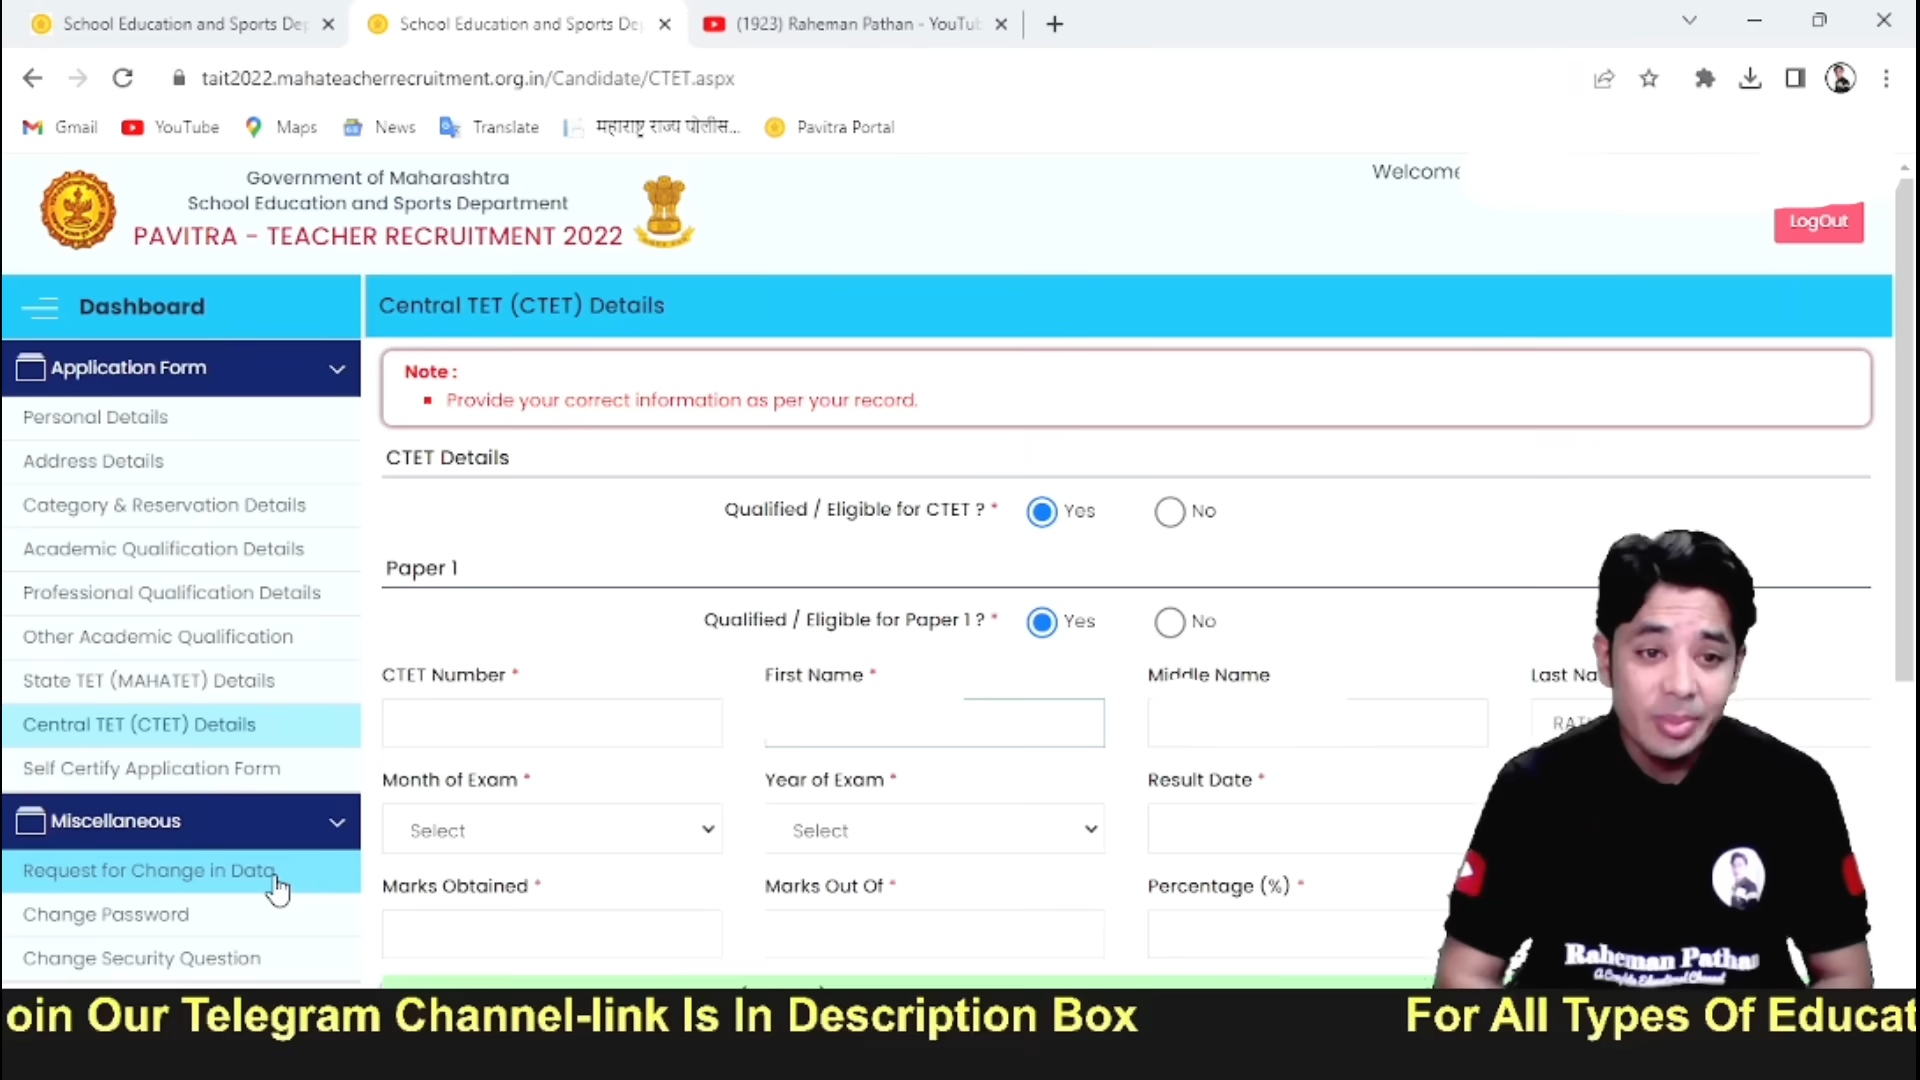 School Education and Sports De
School Education and Sports De
(1923) Raheman Pathan - YouTu
tait2022.mahateacherrecruitment.org.in/Candidate/CTET.aspx
Gmail
YouTube
Maps
News
Translate
महाराष्ट्र राज्य पोलीस...
Pavitra Portal
Government of Maharashtra
School Education and Sports Department
PAVITRA - TEACHER RECRUITMENT 2022
Welcome
LogOut
Dashboard
Application Form
Personal Details
Address Details
Category & Reservation Details
Academic Qualification Details
Professional Qualification Details
Other Academic Qualification
State TET (MAHATET) Details
Central TET (CTET) Details
Self Certify Application Form
Miscellaneous
Request for Change in Data
Change Password
Change Security Question
Central TET (CTET) Details
Note :
Provide your correct information as per your record.
CTET Details
Qualified / Eligible for CTET ? * Yes No
Paper 1
Qualified / Eligible for Paper 1 ? * Yes No
CTET Number * First Name * Middle Name Last Na
RAT
Month of Exam * Year of Exam * Result Date *
Select Select
Marks Obtained * Marks Out Of * Percentage (%) *
Raheman Pathan
A Complete Educational Channel
oin Our Telegram Channel-link Is In Description Box For All Types Of Educat